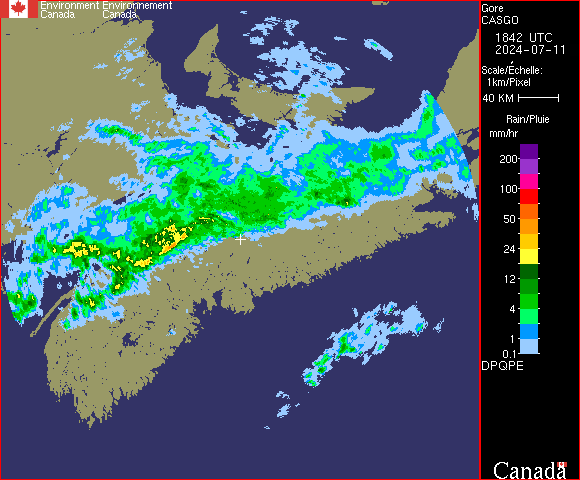 Environment Environnement
Canada Canada
Gore
CASGO
1842 UTC
2024-07-11
Scale/Échelle:
1km/Pixel
40 KM
Rain/Pluie
mm/hr
200
100
50
24
12
4
1
0.1
DPQPE
Canada